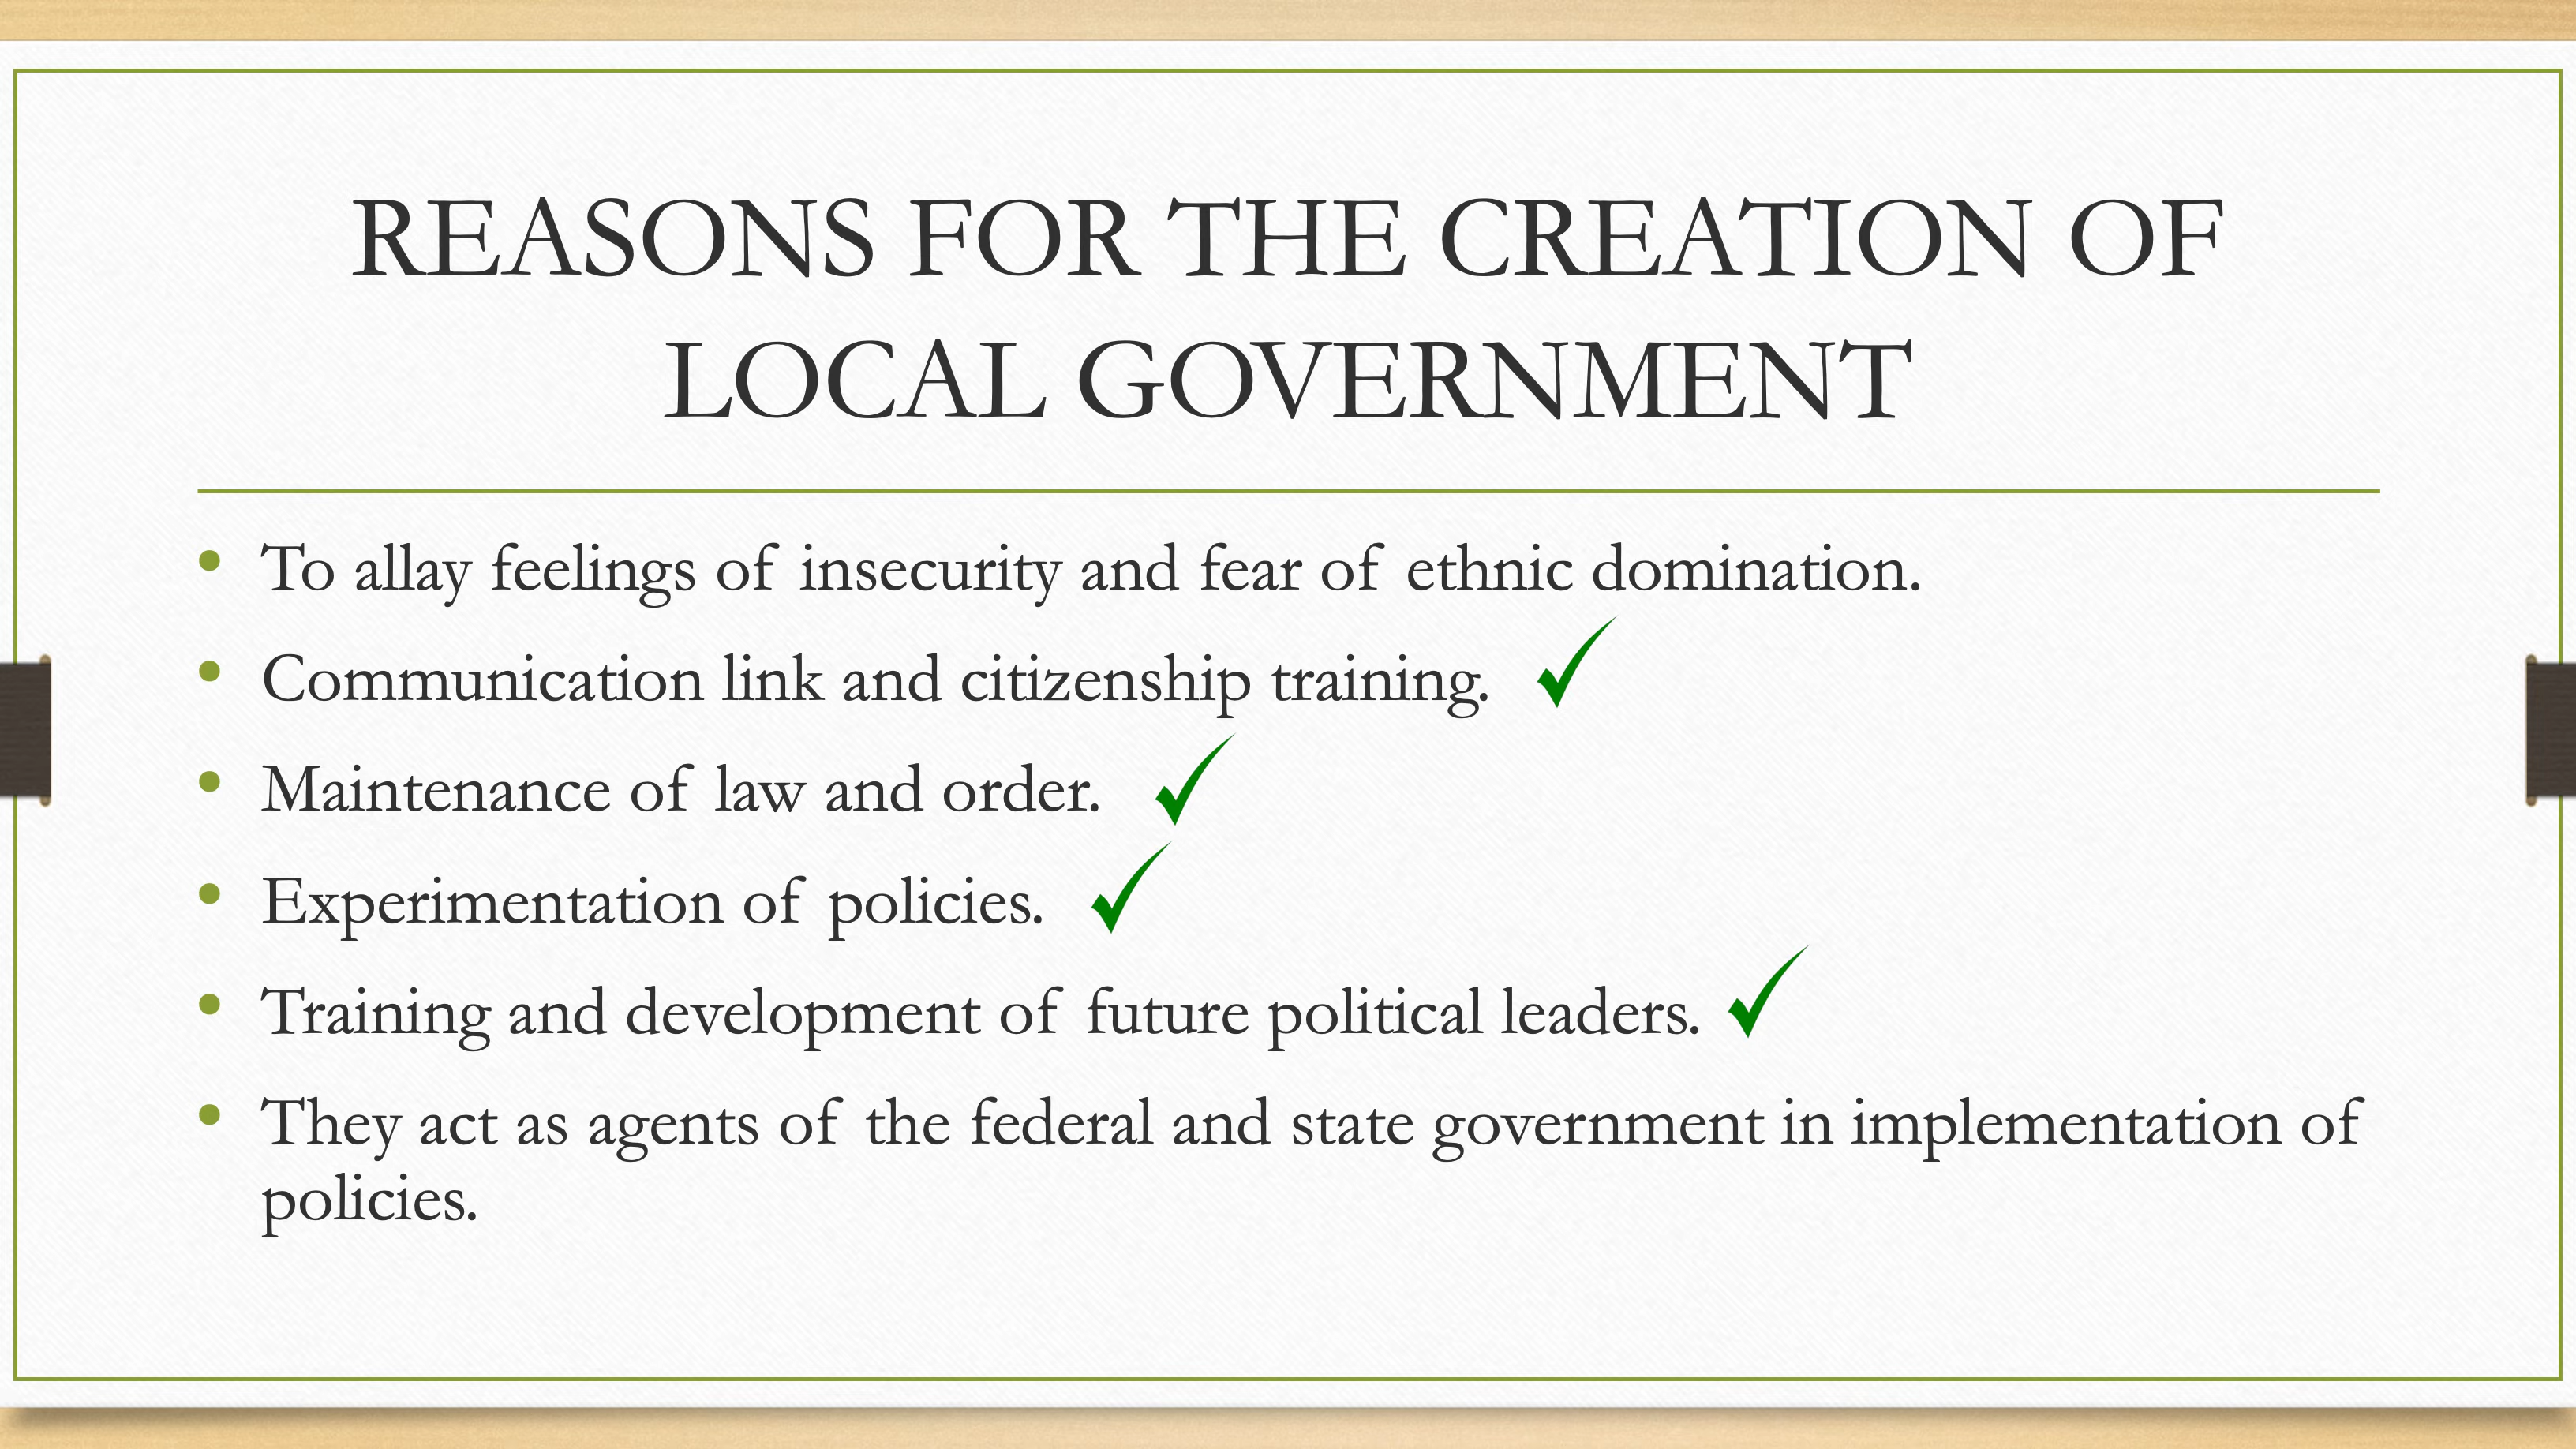 REASONS FOR THE CREATION OF
LOCAL GOVERNMENT
• To allay feelings of insecurity and fear of ethnic domination.
• Communication link and citizenship training. ✓
• Maintenance of law and order. ✓
• Experimentation of policies. ✓
• Training and development of future political leaders. ✓
• They act as agents of the federal and state government in implementation of
policies.